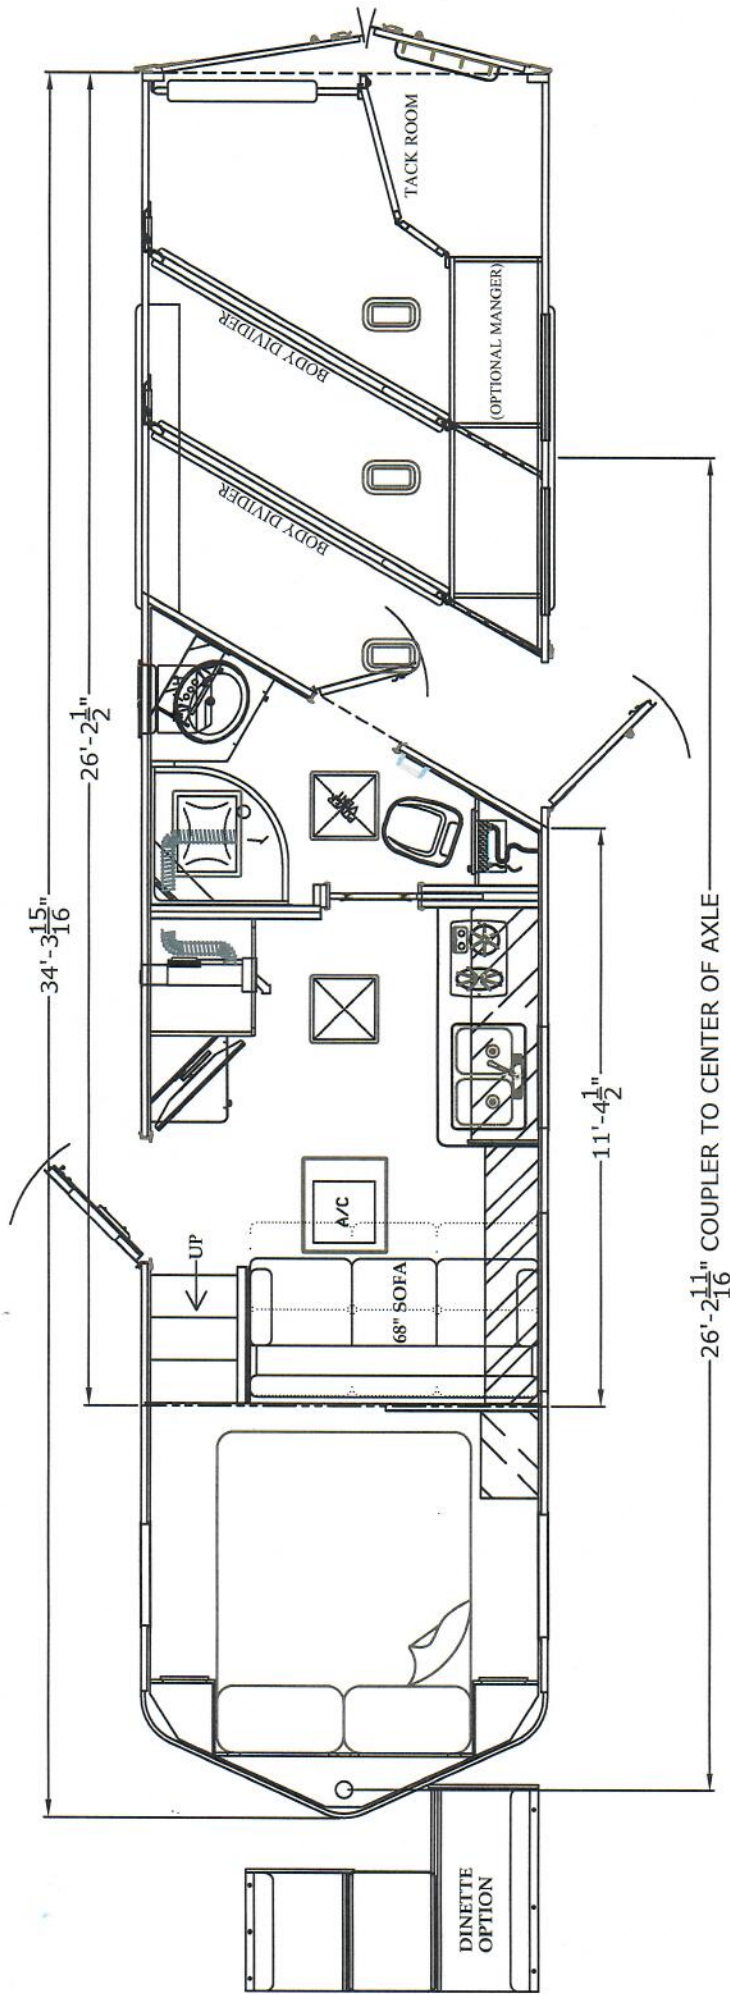 34'-3 15/16"
26'-2 1/2"
TACK ROOM
(OPTIONAL MANGER)
BODY DIVIDER
BODY DIVIDER
UP
A/C
68" SOFA
11'-4 1/2"
26'-2 11/16" COUPLER TO CENTER OF AXLE
DINETTE
OPTION